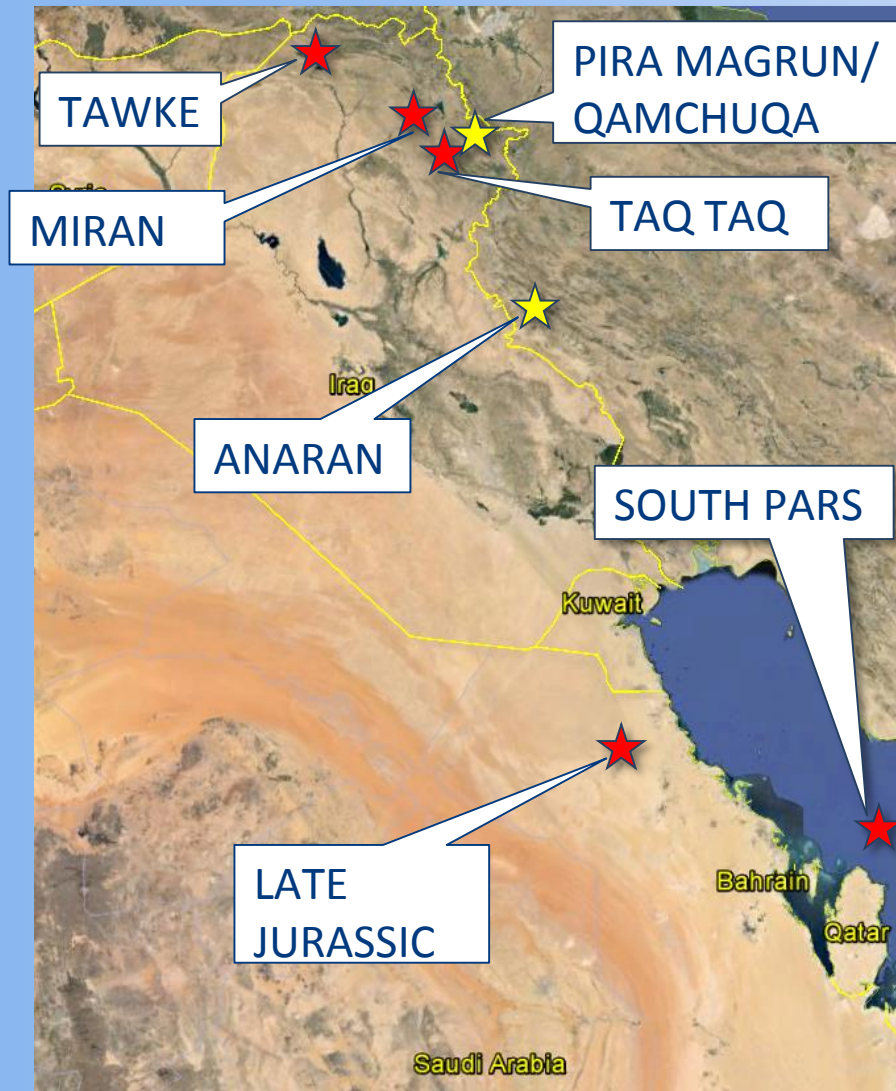 PIRA MAGRUN/
QAMCHUQA
TAWKE
MIRAN
TAQ TAQ
Iraq
ANARAN
SOUTH PARS
Kuwait
LATE
JURASSIC
Bahrain
Qatar
Saudi Arabia